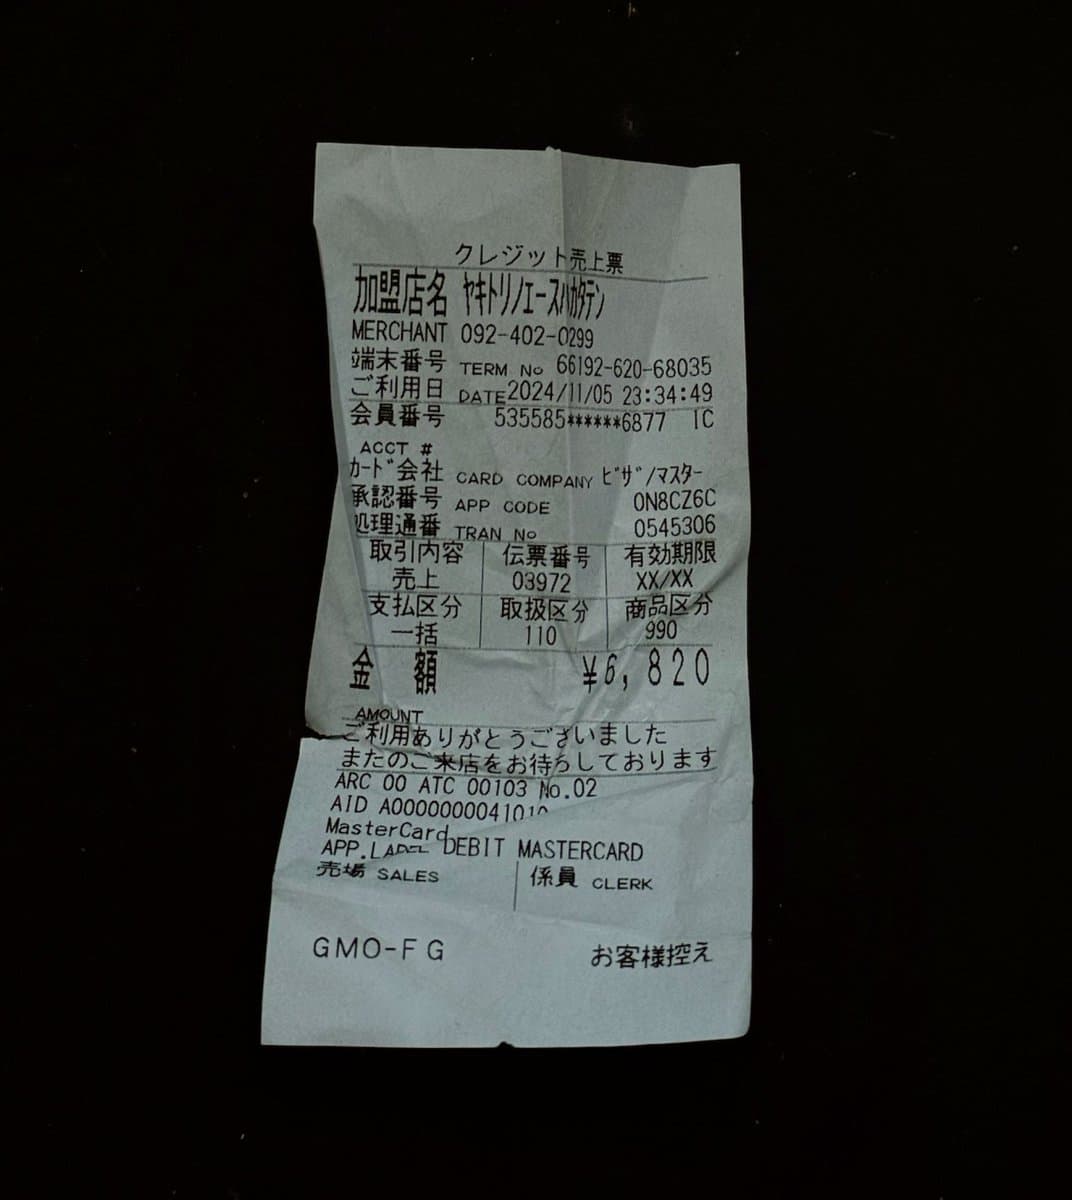 クレジット売上票
加盟店名 ヤキトリノエースハカタテン
MERCHANT 092-402-0299
端末番号 TERM No 66192-620-68035
ご利用日 DATE 2024/11/05 23:34:49
会員番号 535585******6877 IC
ACCT #
カード会社 CARD COMPANY ビザ/マスター
承認番号 APP CODE 0N8CZ6C
処理通番 TRAN No 0545306
取引内容 伝票番号 有効期限
売上 03972 XX/XX
支払区分 取扱区分 商品区分
一括 110 990
金 額 ¥6,820
AMOUNT
ご利用ありがとうございました
またのご来店をお待ちしております
ARC 00 ATC 00103 No.02
AID A0000000041010
MasterCard
APP.LABEL DEBIT MASTERCARD
売場 SALES 係員 CLERK
GMO-FG お客様控え